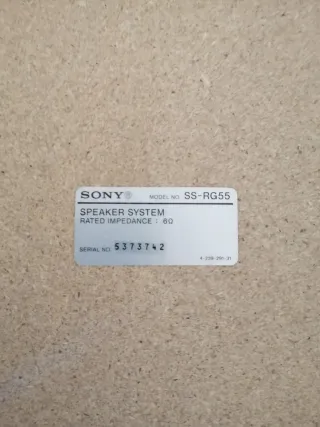 SONY® MODEL NO. SS-RG55
SPEAKER SYSTEM
RATED IMPEDANCE : 6Ω
SERIAL NO. 5373742